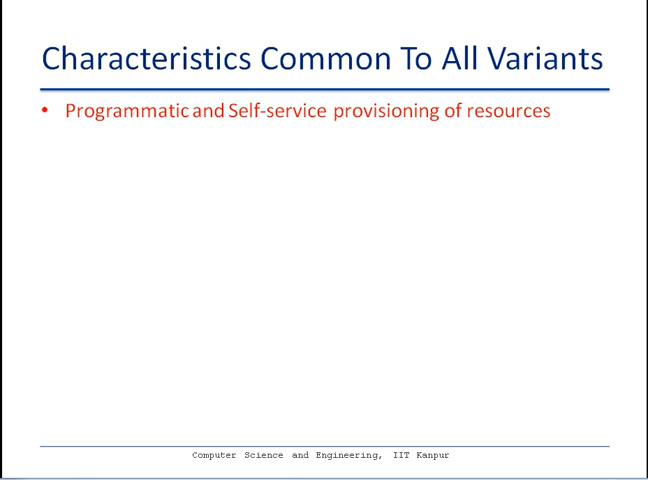 Characteristics Common To All Variants
• Programmatic and Self-service provisioning of resources
Computer Science and Engineering, IIT Kanpur